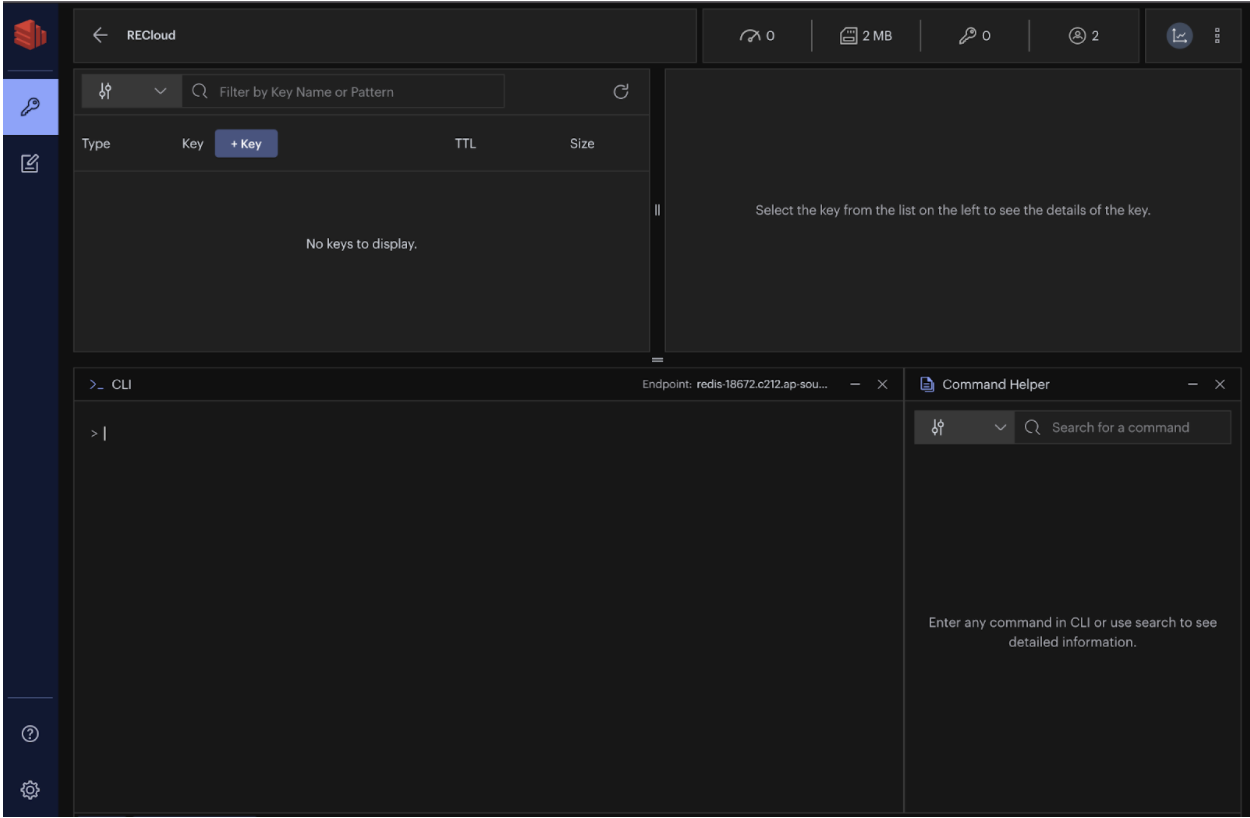 RECloud
0
2 MB
0
2
Filter by Key Name or Pattern
Type Key + Key TTL Size
No keys to display.
Select the key from the list on the left to see the details of the key.
>_ CLI
Endpoint: redis-18672.c212.ap-sou...
>
Command Helper
Search for a command
Enter any command in CLI or use search to see
detailed information.